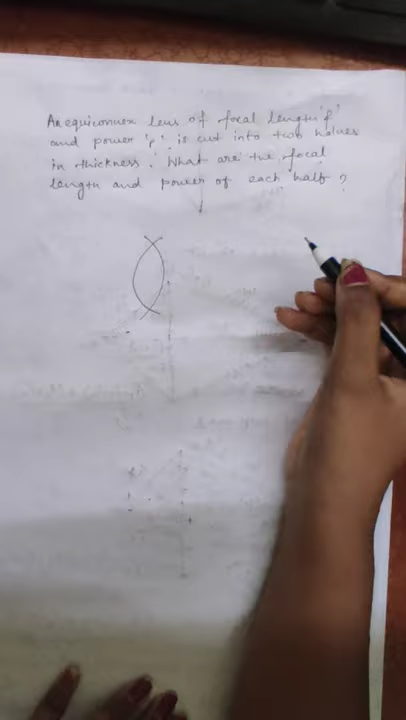 An equiconvex lens of focal length 'f'
and power 'p' is cut into two halves
in thickness. What are the focal
length and power of each half?